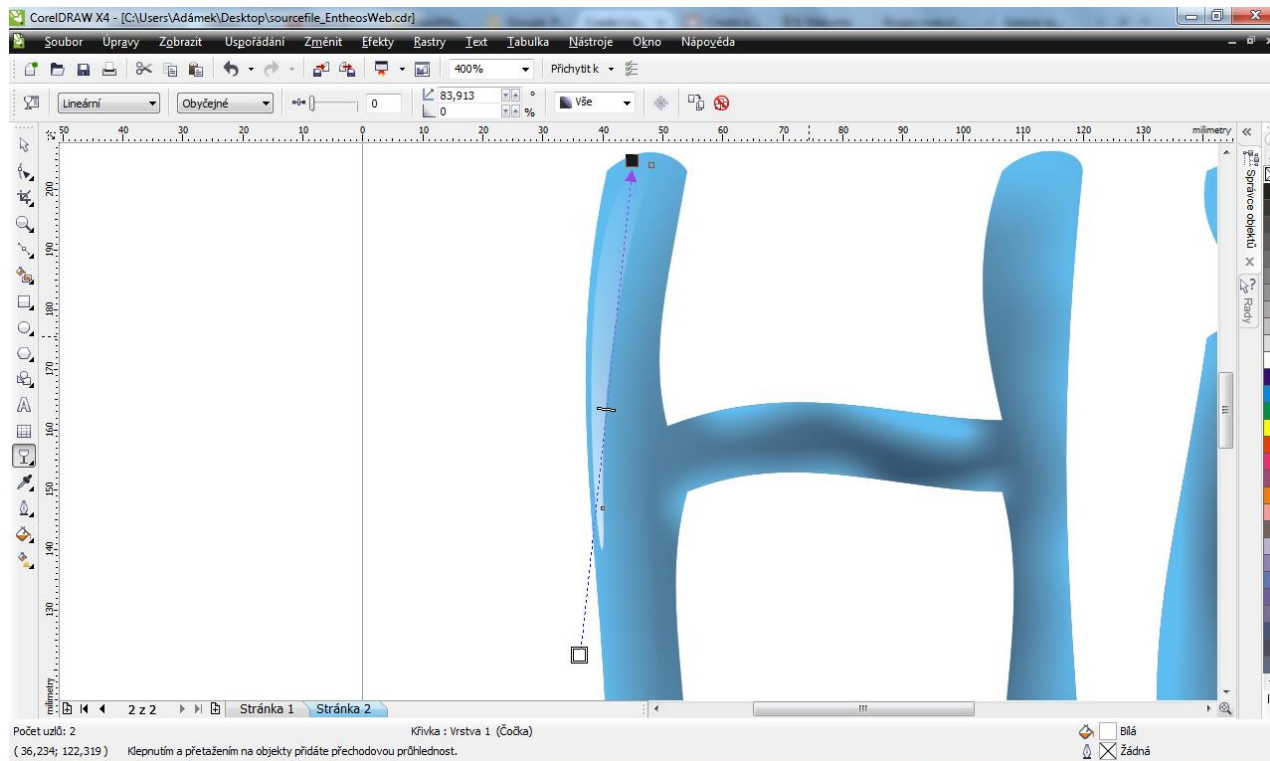 CorelDRAW X4 - [C:\Users\Adámek\Desktop\sourcefile_EntheosWeb.cdr]
Soubor Úpravy Zobrazit Uspořádání Změnit Efekty Rastry Text Tabulka Nástroje Okno Nápověda
400% Přichytit k
Lineární Obyčejné 0 83,913 ° 0 % Vše
50 40 30 20 10 0 10 20 30 40 50 60 70 80 90 100 110 120 130 milimetry
200
190
180
170
160
150
140
130
milimetry
Správce objektů
Rady
2 z 2 Stránka 1 Stránka 2
Počet uzlů: 2 Křivka : Vrstva 1 (Čočka) Bílá
( 36,234; 122,319 ) Klepnutím a přetažením na objekty přidáte přechodovou průhlednost. Žádná